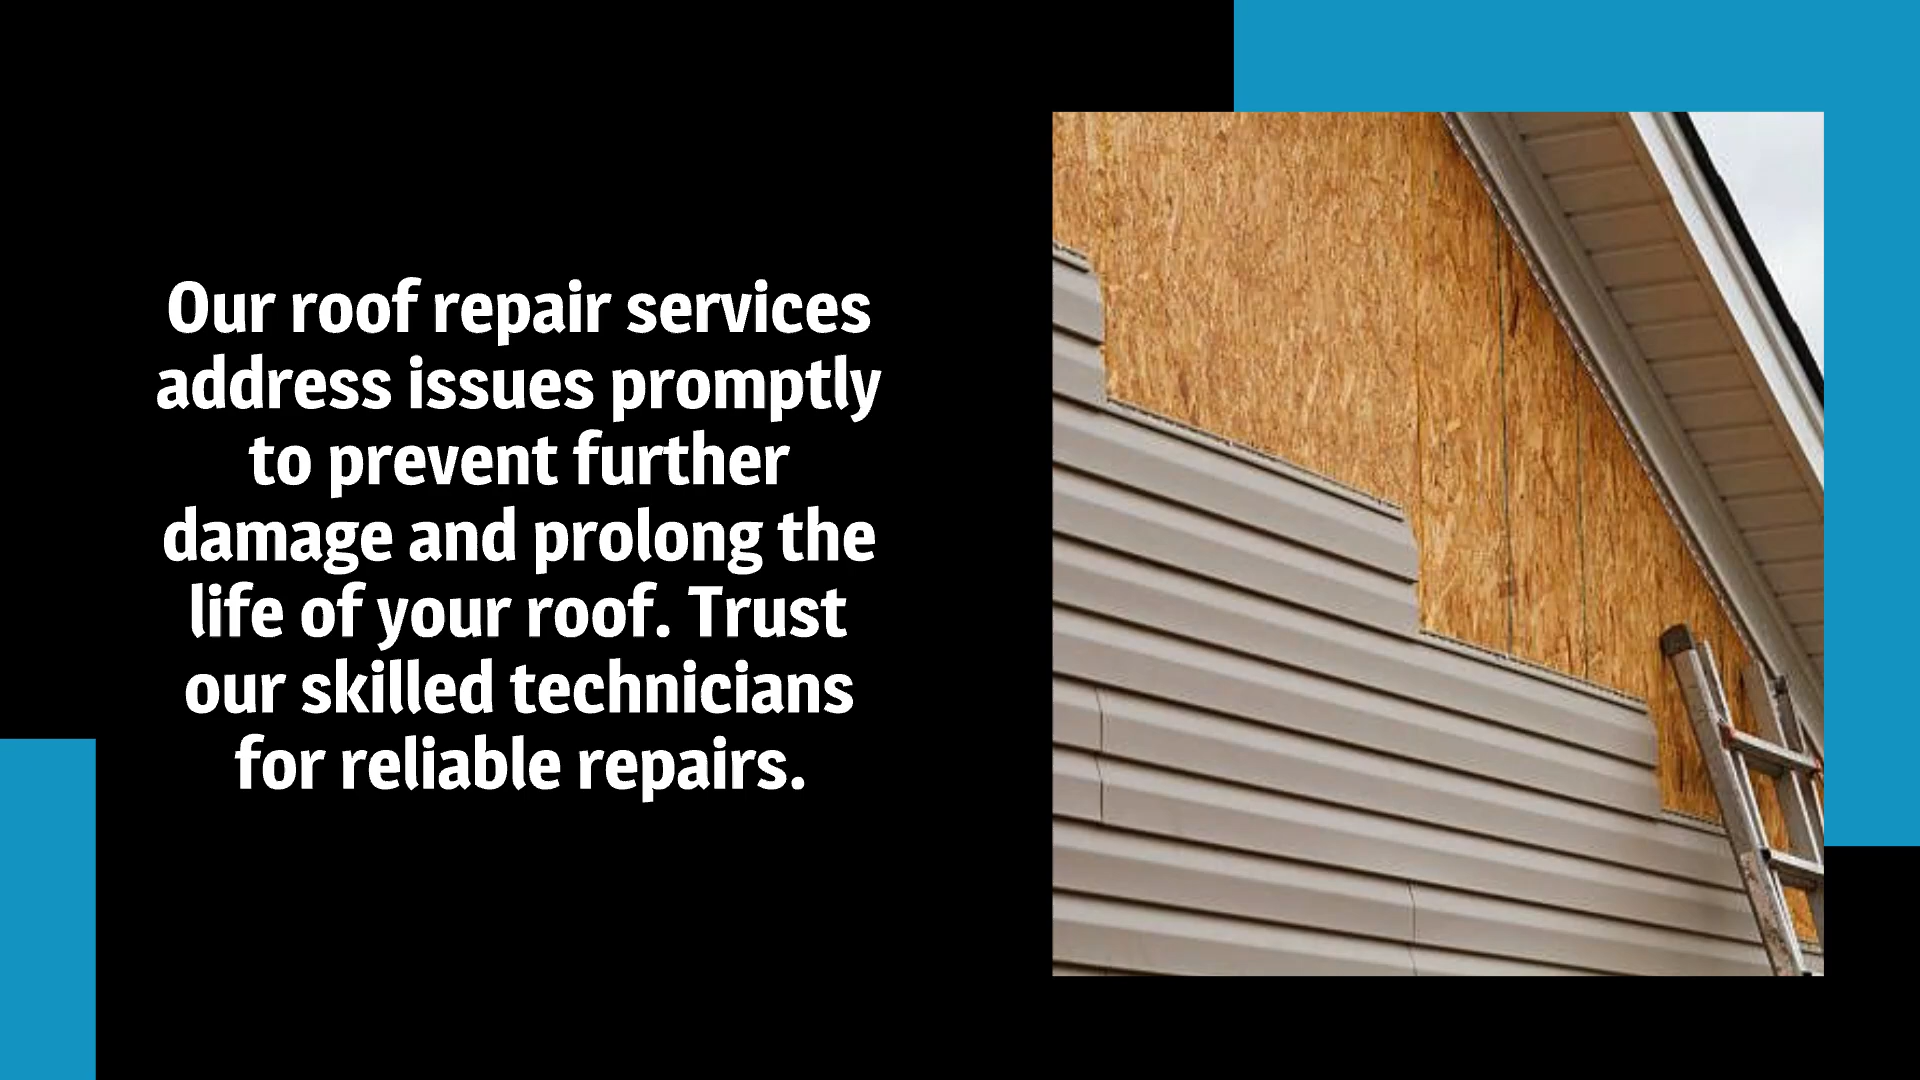 Our roof repair services
address issues promptly
to prevent further
damage and prolong the
life of your roof. Trust
our skilled technicians
for reliable repairs.